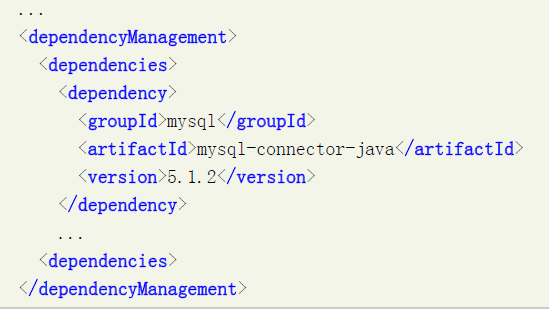 ...
<dependencyManagement>
<dependencies>
<dependency>
<groupId>mysql</groupId>
<artifactId>mysql-connector-java</artifactId>
<version>5.1.2</version>
</dependency>
...
<dependencies>
</dependencyManagement>